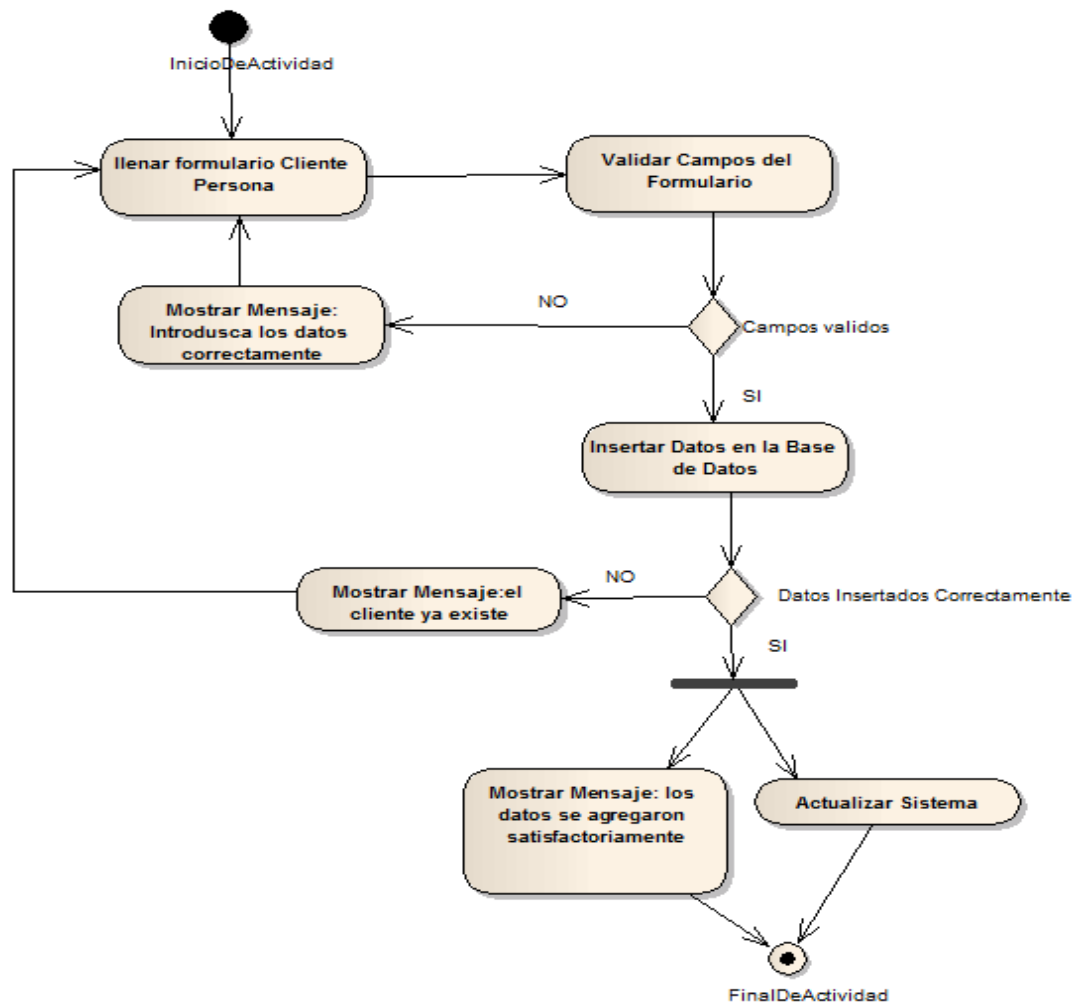 InicioDeActividad
llenar formulario Cliente
Persona
Validar Campos del
Formulario
Mostrar Mensaje:
Introdusca los datos
correctamente
NO
Campos validos
SI
Insertar Datos en la Base
de Datos
Mostrar Mensaje:el
cliente ya existe
NO
Datos Insertados Correctamente
SI
Mostrar Mensaje: los
datos se agregaron
satisfactoriamente
Actualizar Sistema
FinalDeActividad